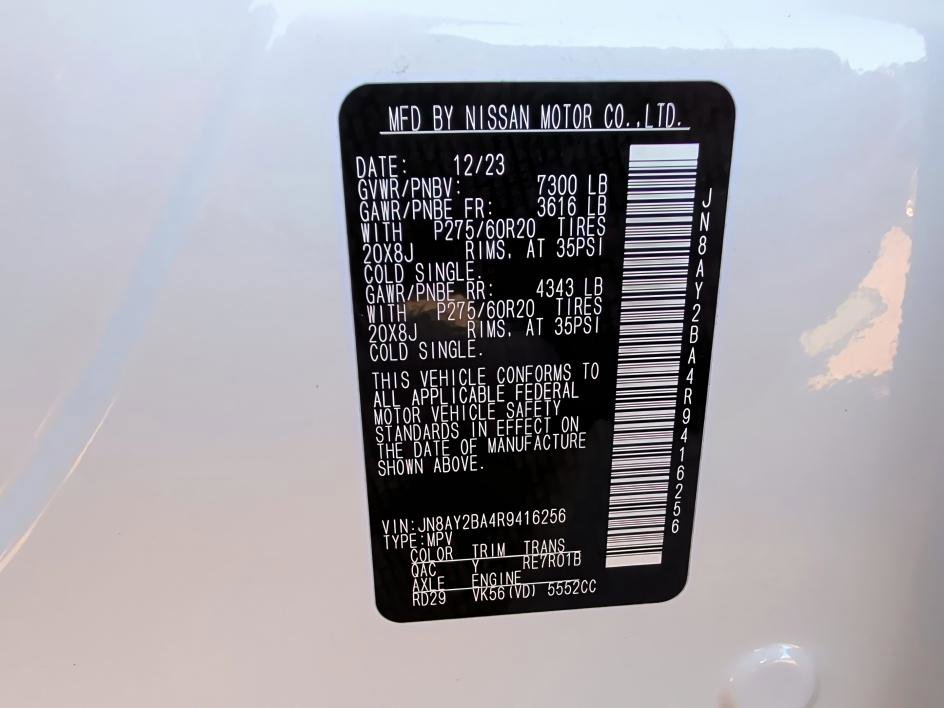 MFD BY NISSAN MOTOR CO.,LTD.
DATE: 12/23
GVWR/PNBV: 7300 LB
GAWR/PNBE FR: 3616 LB
WITH P275/60R20 TIRES
20X8J RIMS, AT 35PSI
COLD SINGLE.
GAWR/PNBE RR: 4343 LB
WITH P275/60R20 TIRES
20X8J RIMS, AT 35PSI
COLD SINGLE.
THIS VEHICLE CONFORMS TO
ALL APPLICABLE FEDERAL
MOTOR VEHICLE SAFETY
STANDARDS IN EFFECT ON
THE DATE OF MANUFACTURE
SHOWN ABOVE.
VIN:JN8AY2BA4R9416256
TYPE:MPV
COLOR TRIM TRANS
QAC Y RE7R01B
AXLE ENGINE
RD29 VK56(VD) 5552CC
JN8AY2BA4R9416256